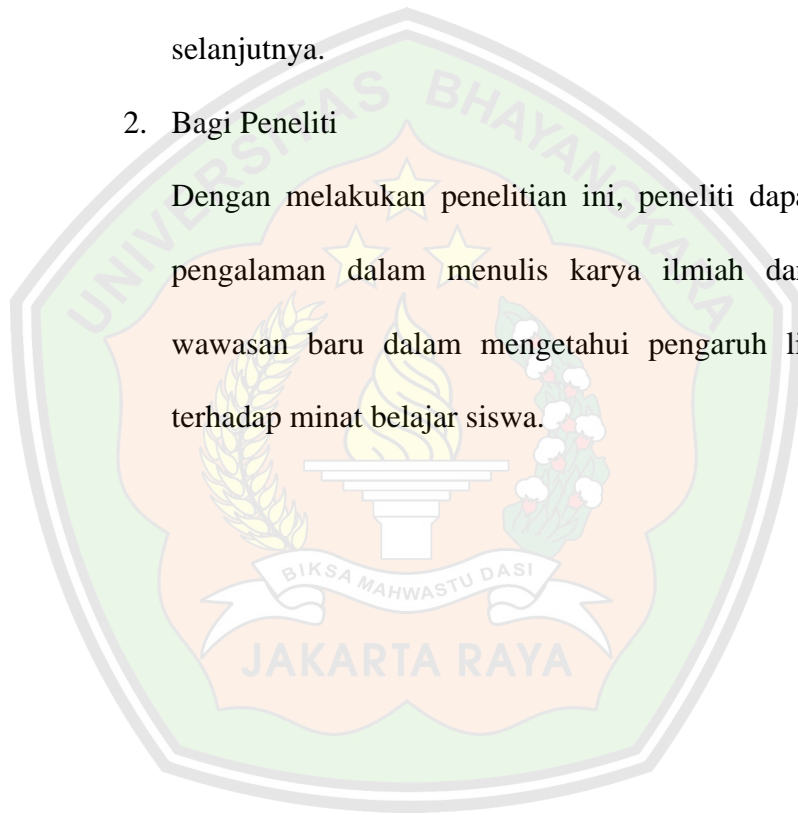 selanjutnya.
2. Bagi Peneliti
Dengan melakukan penelitian ini, peneliti
pengalaman dalam menulis karya ilmiah
wawasan baru dalam mengetahui pengaruh
terhadap minat belajar siswa.
UNIVERSITAS BHAYANGKARA
BIKSA MAHWASTU DASI
JAKARTA RAYA